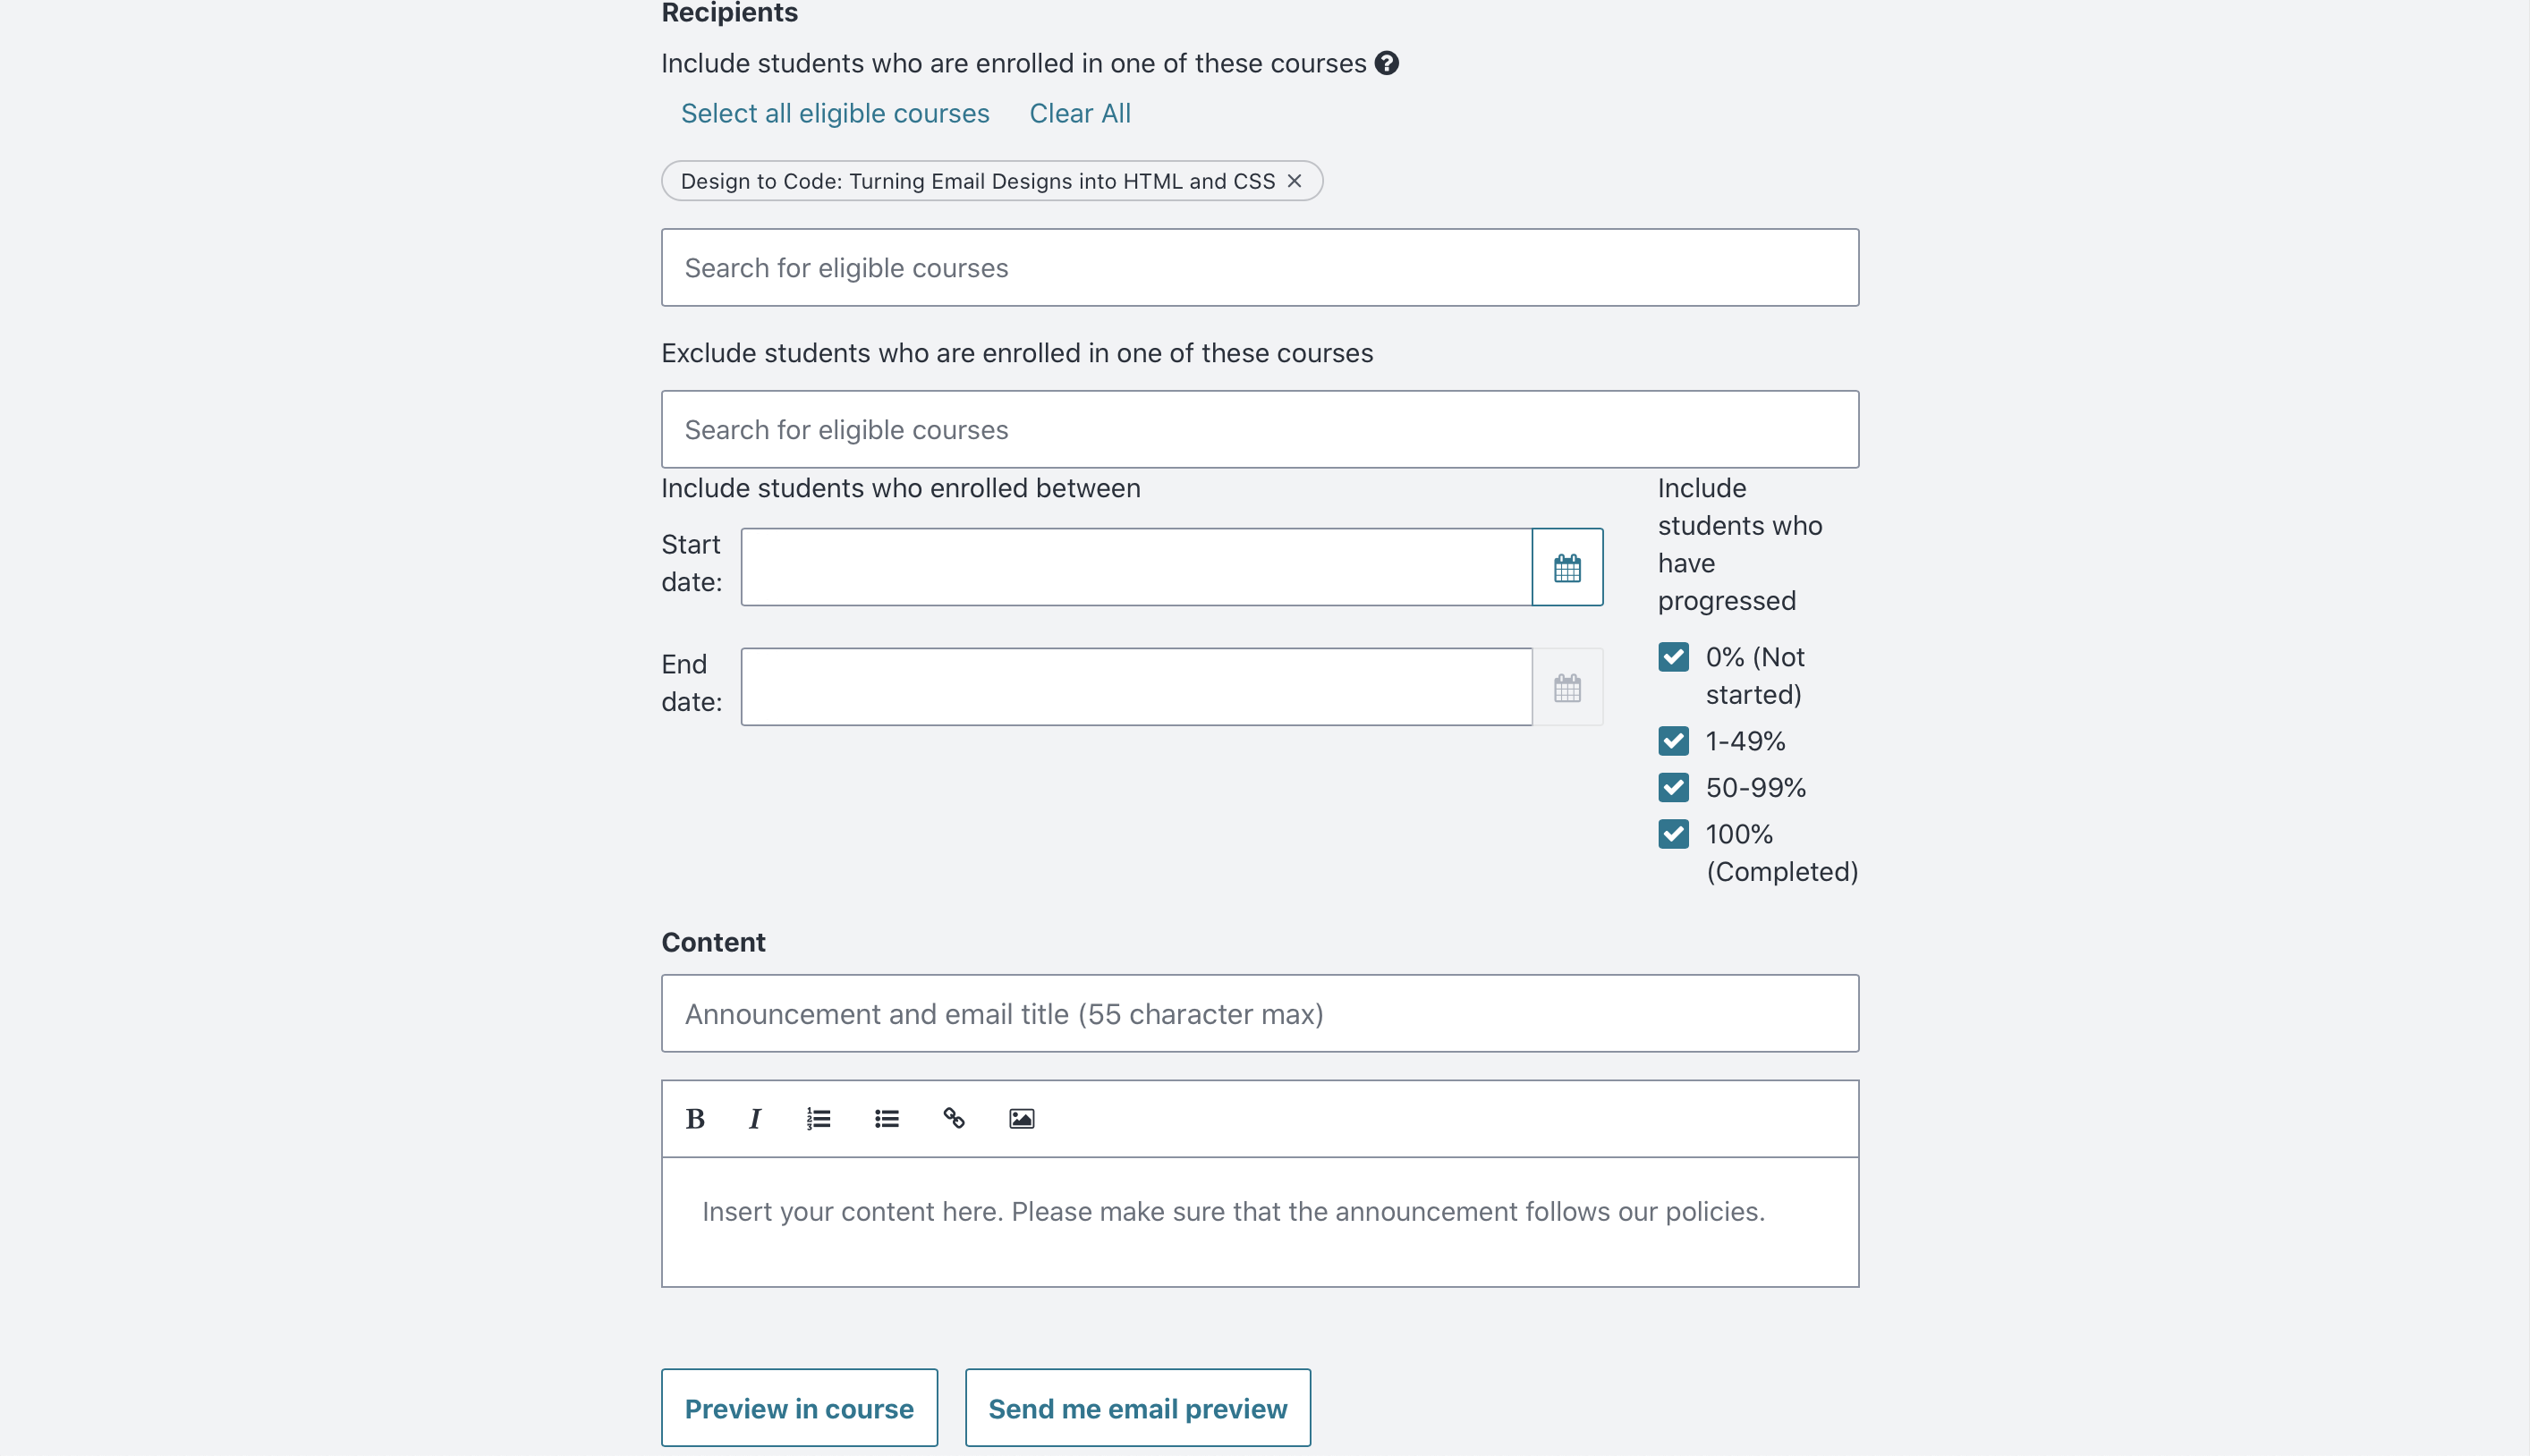 Recipients
Include students who are enrolled in one of these courses
Select all eligible courses Clear All
Design to Code: Turning Email Designs into HTML and CSS
Search for eligible courses
Exclude students who are enrolled in one of these courses
Search for eligible courses
Include students who enrolled between
Start
date:
End
date:
Include
students who
have
progressed
0% (Not
started)
1-49%
50-99%
100%
(Completed)
Content
Announcement and email title (55 character max)
B I
Insert your content here. Please make sure that the announcement follows our policies.
Preview in course Send me email preview